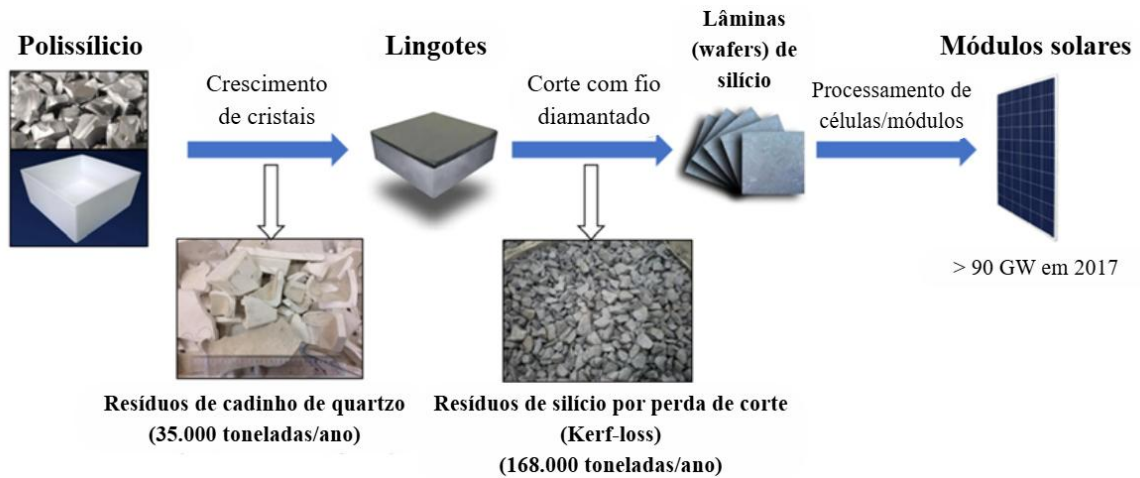 Polissílicio
Crescimento
de cristais
Lingotes
Corte com fio
diamantado
Lâminas
(wafers) de
silício
Processamento de
células/módulos
Módulos solares
> 90 GW em 2017
Resíduos de cadinho de quartzo
(35.000 toneladas/ano)
Resíduos de silício por perda de corte
(Kerf-loss)
(168.000 toneladas/ano)